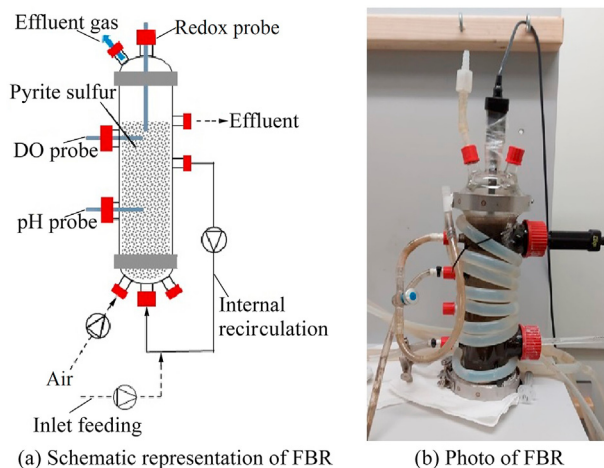 Effluent gas
Redox probe
Pyrite sulfur
Effluent
DO probe
pH probe
Internal
recirculation
Air
Inlet feeding
(a) Schematic representation of FBR
(b) Photo of FBR